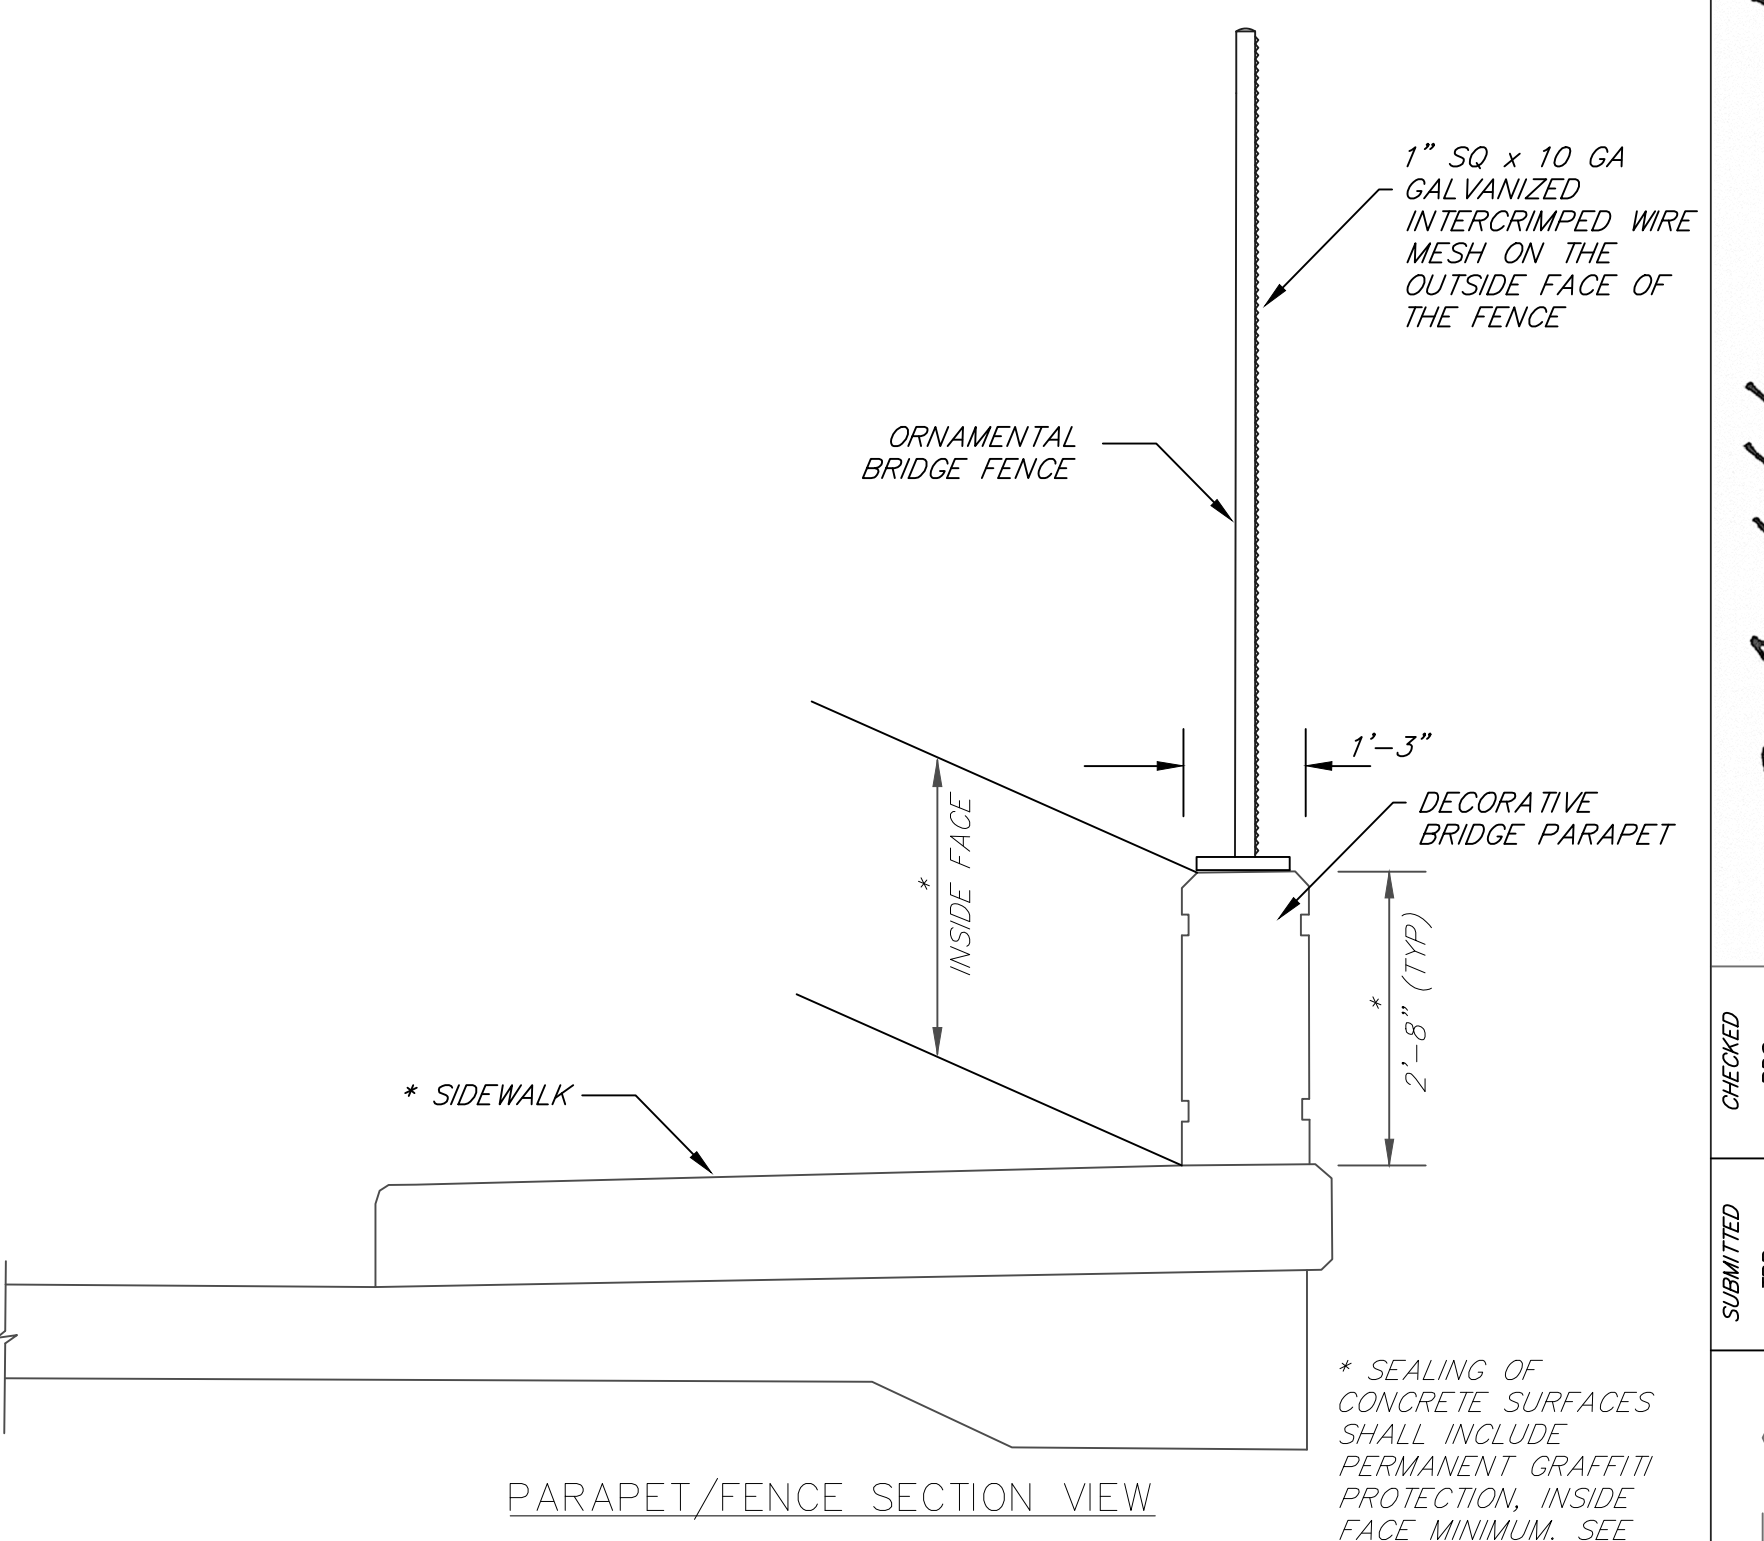 1" SQ x 10 GA
GALVANIZED
INTERCRIMPED WIRE
MESH ON THE
OUTSIDE FACE OF
THE FENCE
ORNAMENTAL
BRIDGE FENCE
1'-3"
DECORATIVE
BRIDGE PARAPET
*
INSIDE FACE
*
2'-8" (TYP)
* SIDEWALK
CHECKED
SUBMITTED
* SEALING OF
CONCRETE SURFACES
SHALL INCLUDE
PERMANENT GRAFFITI
PROTECTION, INSIDE
FACE MINIMUM. SEE
PARAPET/FENCE SECTION VIEW